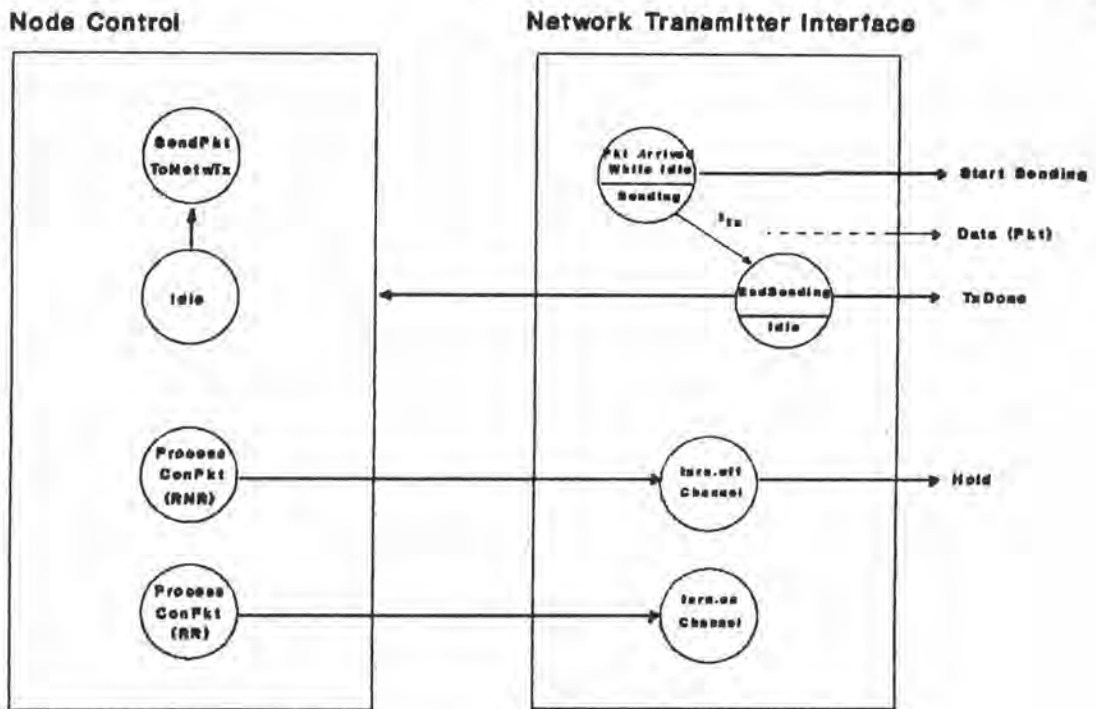 Node Control
Network Transmitter Interface
SendPkt
ToNetwTx
Idle
Process
ConPkt
(RNR)
Process
ConPkt
(RR)
Pkt Arrived
While Idle
Sending
EndSending
Idle
turn.off
Channel
turn.on
Channel
Start Sending
Data (Pkt)
TxDone
Hold